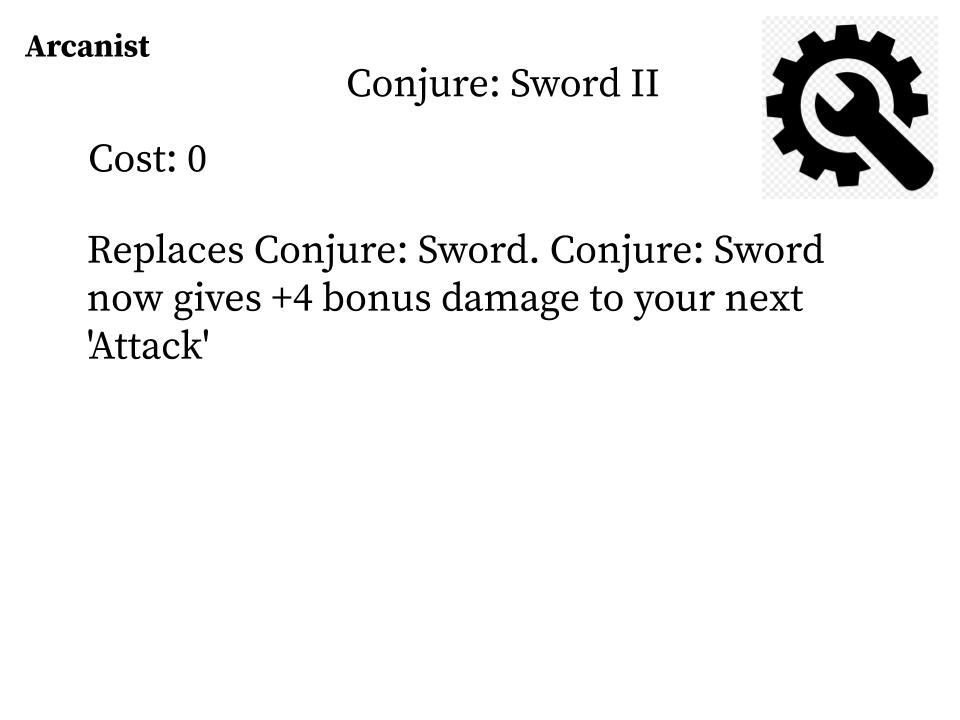 Arcanist
Conjure: Sword II
Cost: 0
Replaces Conjure: Sword. Conjure: Sword
now gives +4 bonus damage to your next
'Attack'